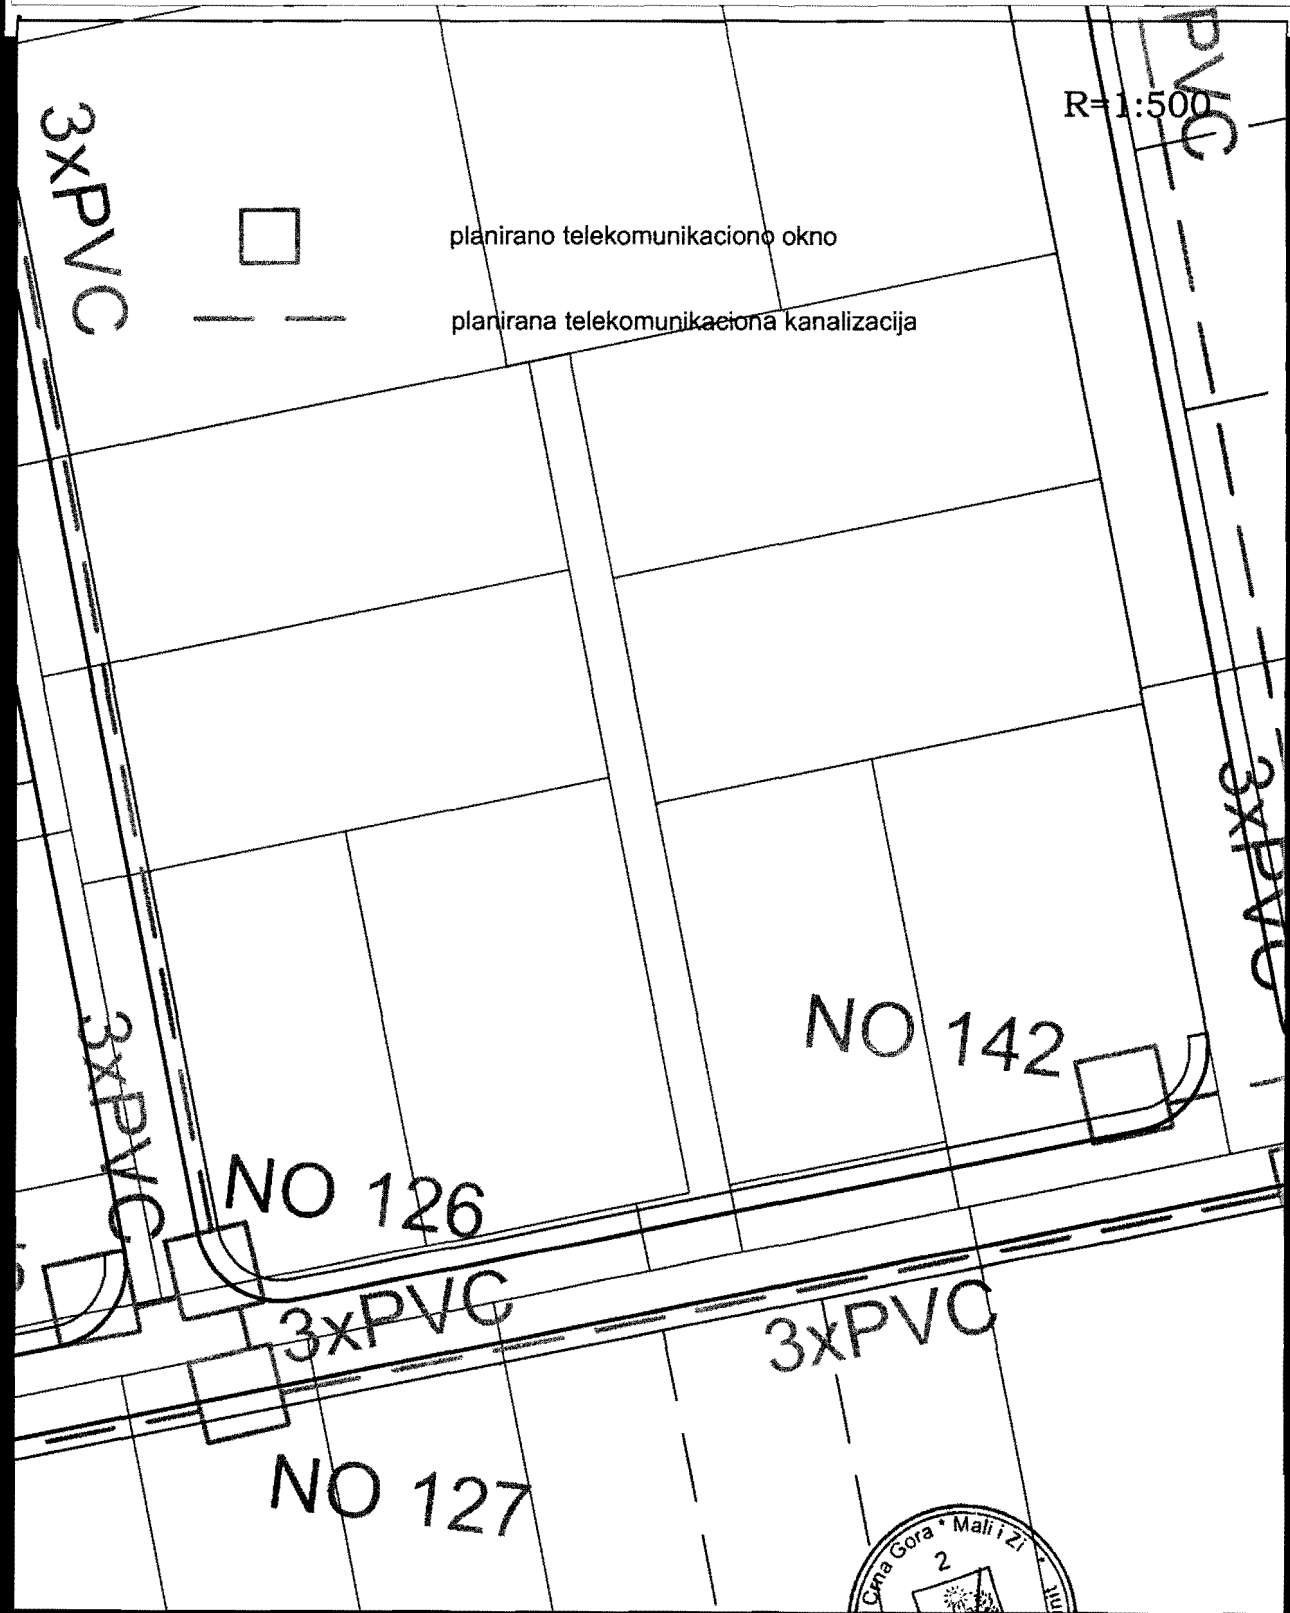 PVC
R=1:500
3xPVC
planirano telekomunikaciono okno
planirana telekomunikaciona kanalizacija
3xPVC
NO 142
3xPVC
NO 126
3xPVC
3xPVC
NO 127
Crna Gora * Mali i Zi *
2